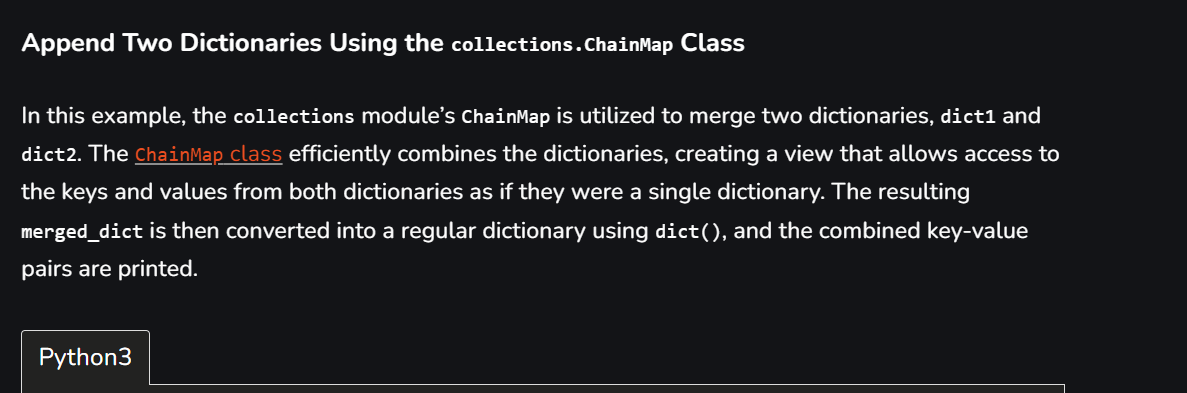 Append Two Dictionaries Using the collections.ChainMap Class
In this example, the collections module’s ChainMap is utilized to merge two dictionaries, dict1 and
dict2. The ChainMap class efficiently combines the dictionaries, creating a view that allows access to
the keys and values from both dictionaries as if they were a single dictionary. The resulting
merged_dict is then converted into a regular dictionary using dict(), and the combined key-value
pairs are printed.
Python3